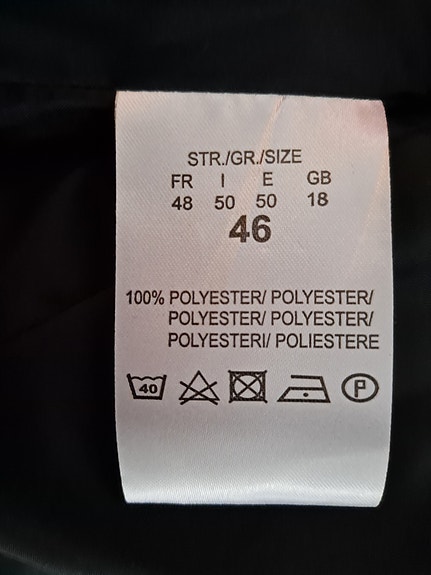 STR./GR./SIZE
FR I E GB
48 50 50 18
46
100% POLYESTER/ POLYESTER/
POLYESTER/ POLYESTER/
POLYESTERI/ POLIESTERE
40 P